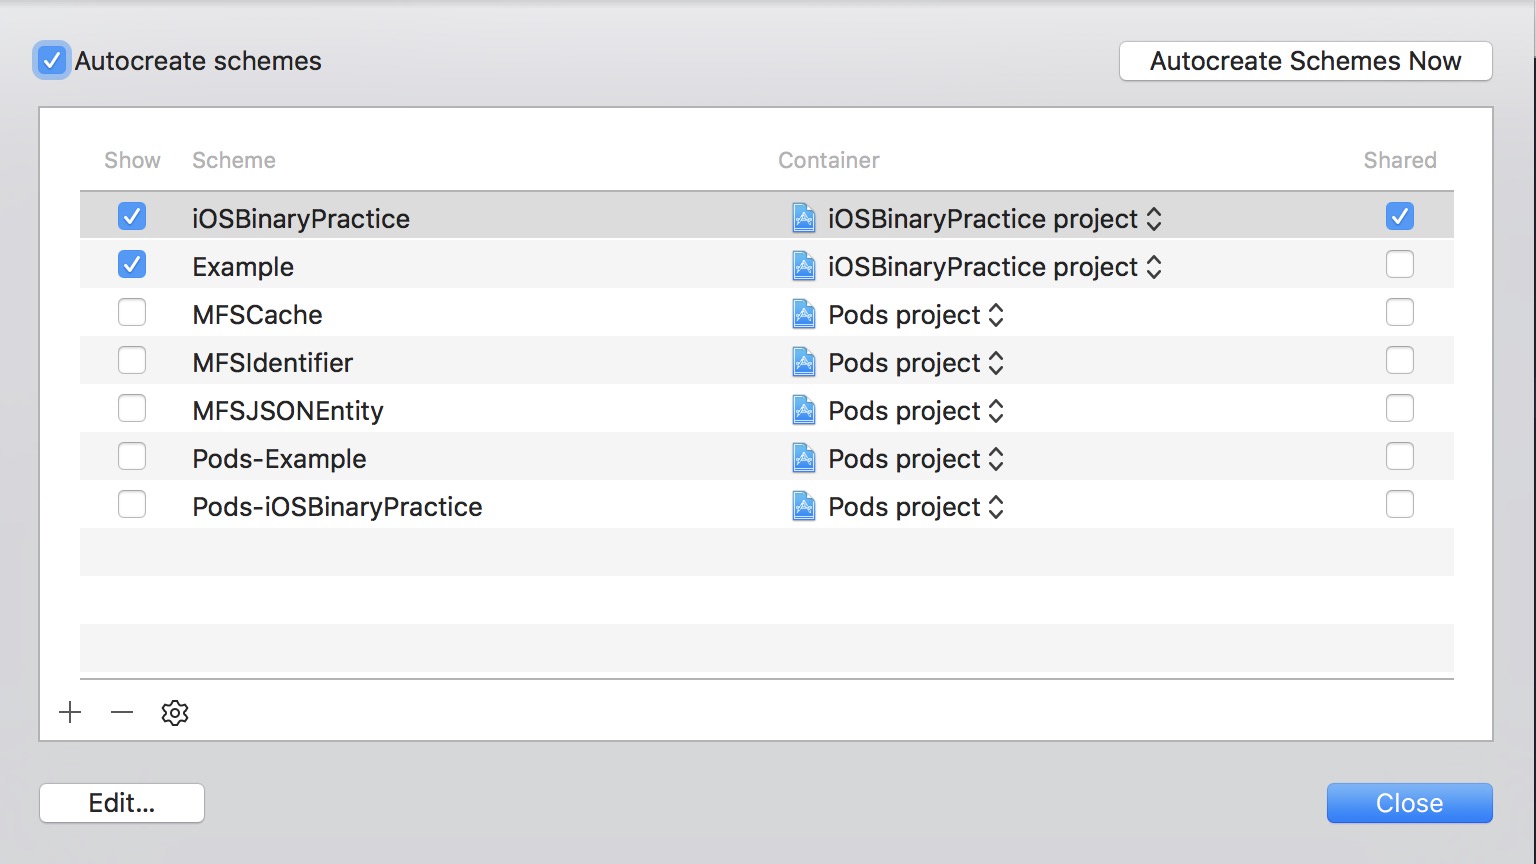 Autocreate schemes Autocreate Schemes Now
Show Scheme Container Shared
iOSBinaryPractice iOSBinaryPractice project
Example iOSBinaryPractice project
MFSCache Pods project
MFSIdentifier Pods project
MFSJSONEntity Pods project
Pods-Example Pods project
Pods-iOSBinaryPractice Pods project
Edit... Close